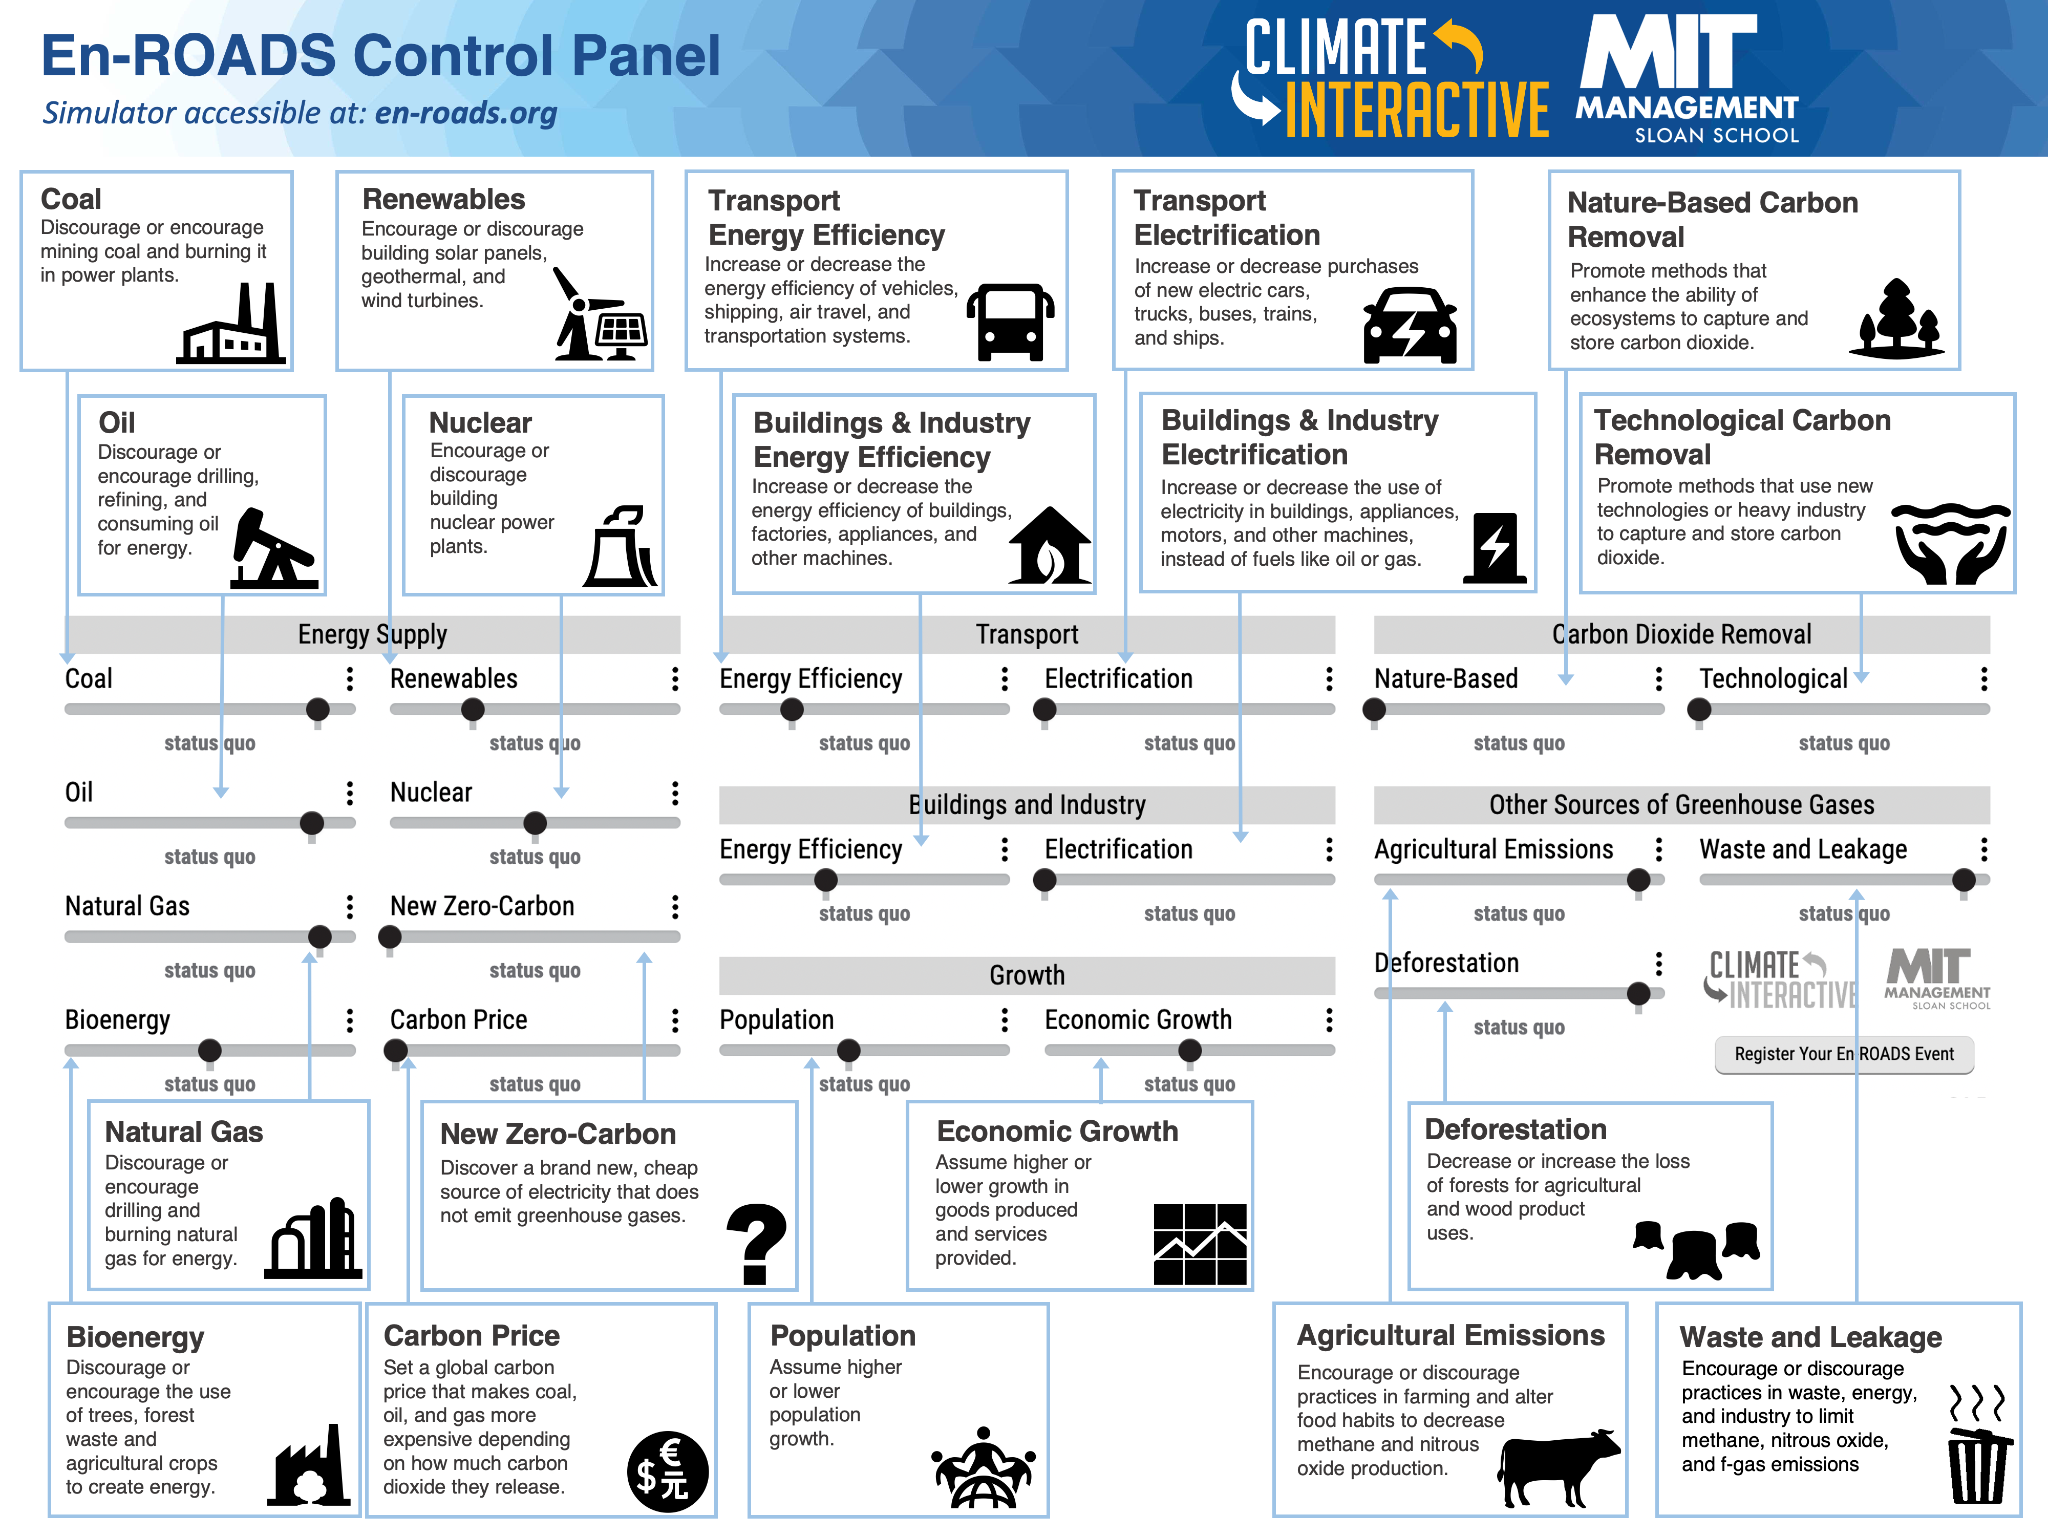 En-ROADS Control Panel
Simulator accessible at: en-roads.org
CLIMATE
INTERACTIVE
MIT
MANAGEMENT
SLOAN SCHOOL
Coal
Discourage or encourage
mining coal and burning it
in power plants.
Renewables
Encourage or discourage
building solar panels,
geothermal, and
wind turbines.
Transport
Energy Efficiency
Increase or decrease the
energy efficiency of vehicles,
shipping, air travel, and
transportation systems.
Transport
Electrification
Increase or decrease purchases
of new electric cars,
trucks, buses, trains,
and ships.
Nature-Based Carbon
Removal
Promote methods that
enhance the ability of
ecosystems to capture and
store carbon dioxide.
Oil
Discourage or
encourage drilling,
refining, and
consuming oil
for energy.
Nuclear
Encourage or
discourage
building
nuclear power
plants.
Buildings & Industry
Energy Efficiency
Increase or decrease the
energy efficiency of buildings,
factories, appliances, and
other machines.
Buildings & Industry
Electrification
Increase or decrease the use of
electricity in buildings, appliances,
motors, and other machines,
instead of fuels like oil or gas.
Technological Carbon
Removal
Promote methods that use new
technologies or heavy industry
to capture and store carbon
dioxide.
Energy Supply
Coal
status quo
Renewables
status quo
Oil
status quo
Nuclear
status quo
Natural Gas
status quo
New Zero-Carbon
status quo
Bioenergy
status quo
Carbon Price
status quo
Transport
Energy Efficiency
status quo
Electrification
status quo
Buildings and Industry
Energy Efficiency
status quo
Electrification
status quo
Growth
Population
status quo
Economic Growth
status quo
Carbon Dioxide Removal
Nature-Based
status quo
Technological
status quo
Other Sources of Greenhouse Gases
Agricultural Emissions
status quo
Waste and Leakage
status quo
Deforestation
status quo
CLIMATE
INTERACTIVE
MIT
MANAGEMENT
SLOAN SCHOOL
Register Your En-ROADS Event
Natural Gas
Discourage or
encourage
drilling and
burning natural
gas for energy.
New Zero-Carbon
Discover a brand new, cheap
source of electricity that does
not emit greenhouse gases.
?
Economic Growth
Assume higher or
lower growth in
goods produced
and services
provided.
Deforestation
Decrease or increase the loss
of forests for agricultural
and wood product
uses.
Bioenergy
Discourage or
encourage the use
of trees, forest
waste and
agricultural crops
to create energy.
Carbon Price
Set a global carbon
price that makes coal,
oil, and gas more
expensive depending
on how much carbon
dioxide they release.
$ € 元
Population
Assume higher
or lower
population
growth.
Agricultural Emissions
Encourage or discourage
practices in farming and alter
food habits to decrease
methane and nitrous
oxide production.
Waste and Leakage
Encourage or discourage
practices in waste, energy,
and industry to limit
methane, nitrous oxide,
and f-gas emissions